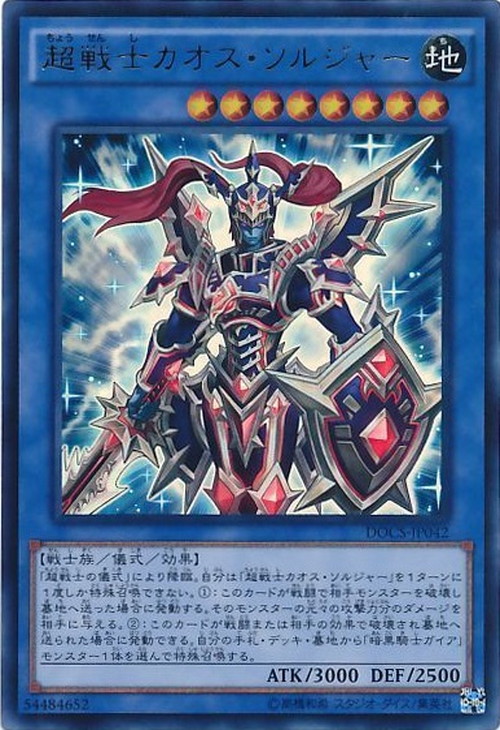 ちょう せん し
超戦士カオス・ソルジャー
ち
地
DOCS-JP042
【戦士族／儀式／効果】
「超戦士の儀式」により降臨。自分は「超戦士カオス・ソルジャー」を1ターンに
1度しか特殊召喚できない。①：このカードが戦闘で相手モンスターを破壊し
墓地へ送った場合に発動する。そのモンスターの元々の攻撃力分のダメージを
相手に与える。②：このカードが戦闘または相手の効果で破壊され墓地へ
送られた場合に発動できる。自分の手札・デッキ・墓地から「暗黒騎士ガイア」
モンスター1体を選んで特殊召喚する。
ATK/3000 DEF/2500
54484652 ©高橋和希 スタジオ・ダイス/集英社